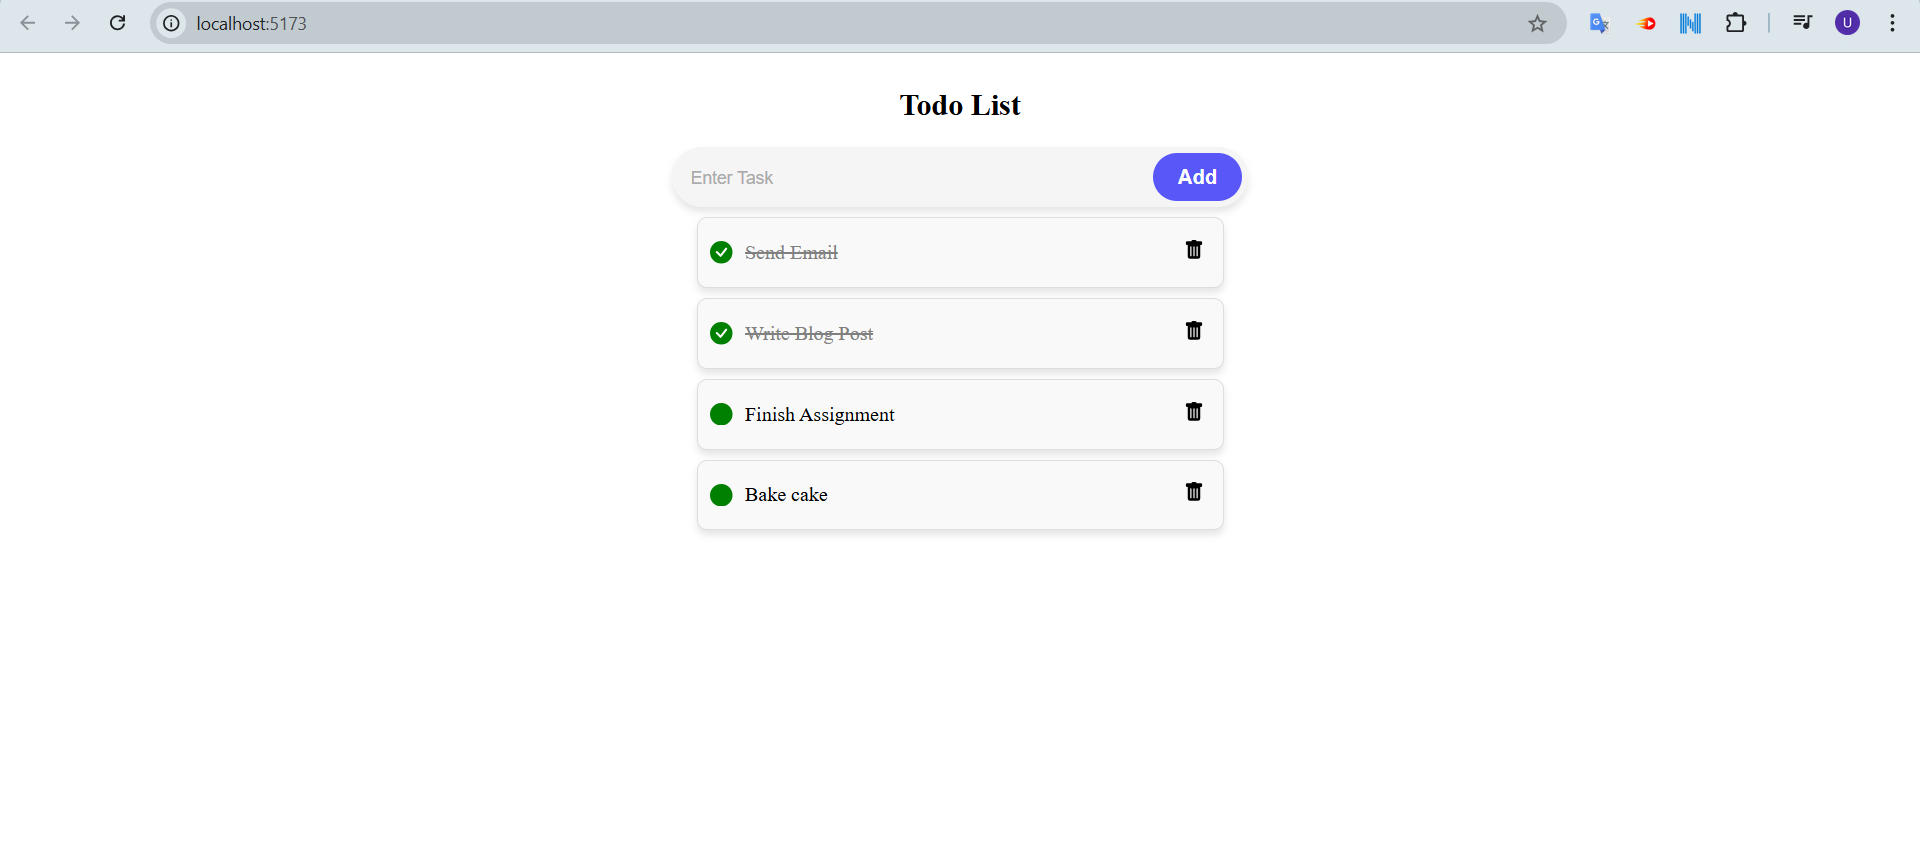 localhost:5173
U
Todo List
Enter Task
Add
Send Email
Write Blog Post
Finish Assignment
Bake cake